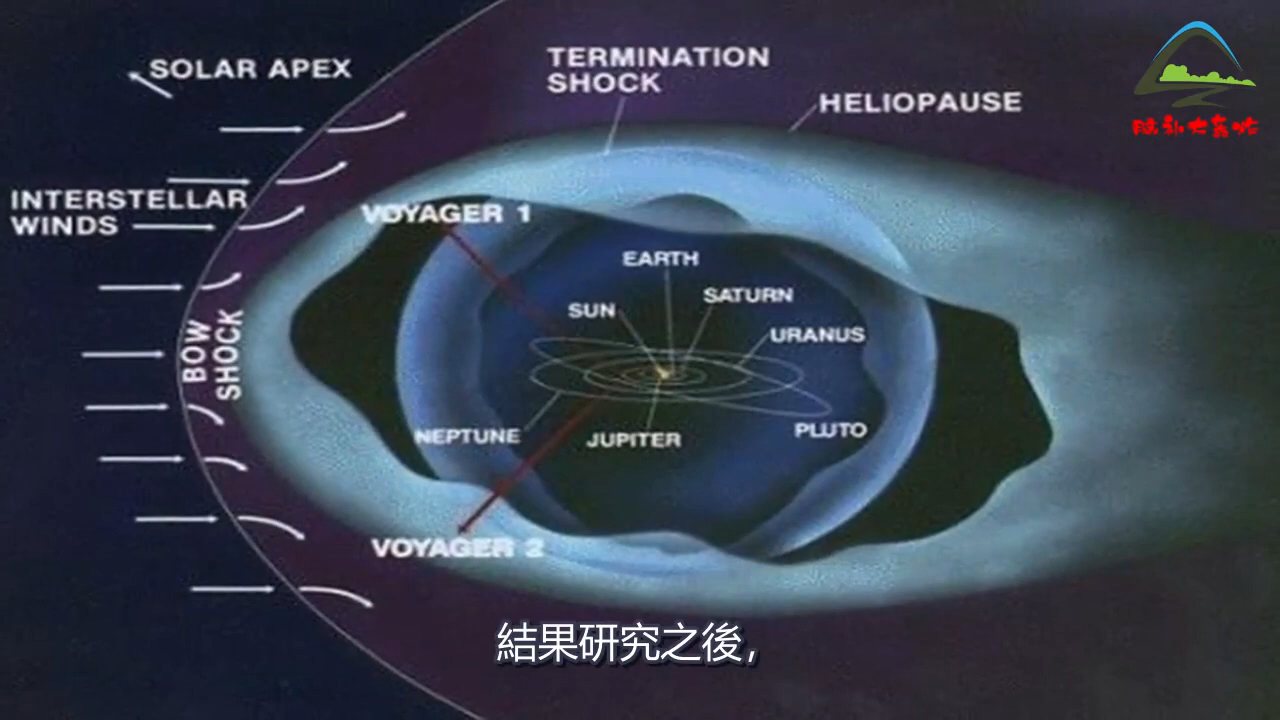 SOLAR APEX
TERMINATION
SHOCK
HELIOPAUSE
INTERSTELLAR
WINDS
VOYAGER 1
EARTH
SUN
SATURN
URANUS
BOW
SHOCK
NEPTUNE
JUPITER
PLUTO
VOYAGER 2
結果研究之後,